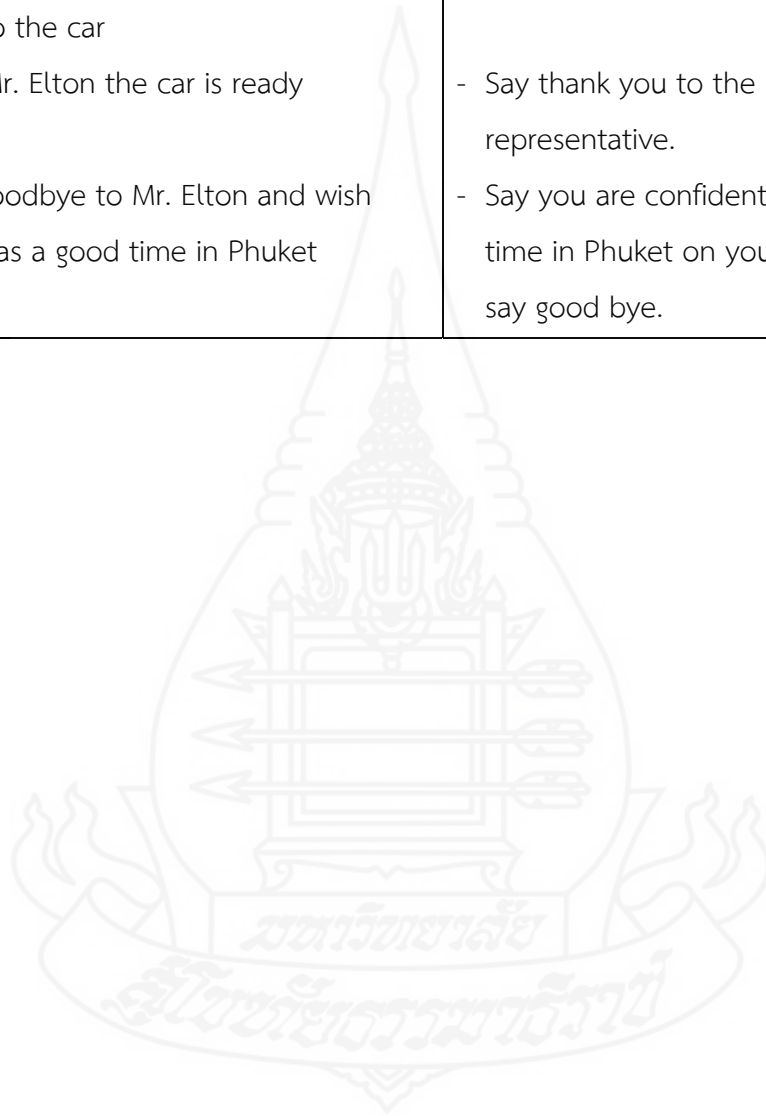 o the car
Mr. Elton the car is ready
oodbye to Mr. Elton and wish
as a good time in Phuket
- Say thank you to the
representative.
- Say you are confident
time in Phuket on you
say good bye.
มหาวิทยาลัย
สุโขทัยธรรมาธิราช